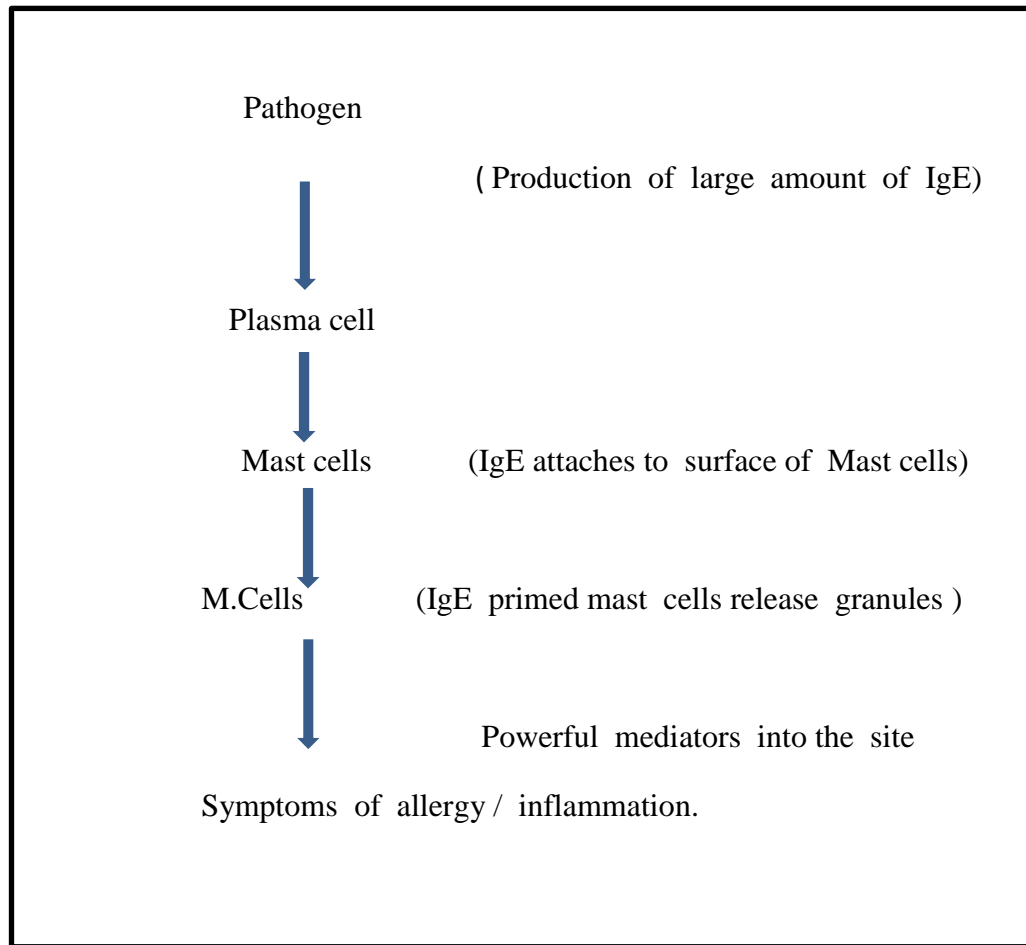 Pathogen
( Production of large amount of IgE)
Plasma cell
Mast cells (IgE attaches to surface of Mast cells)
M.Cells (IgE primed mast cells release granules )
Powerful mediators into the site
Symptoms of allergy / inflammation.